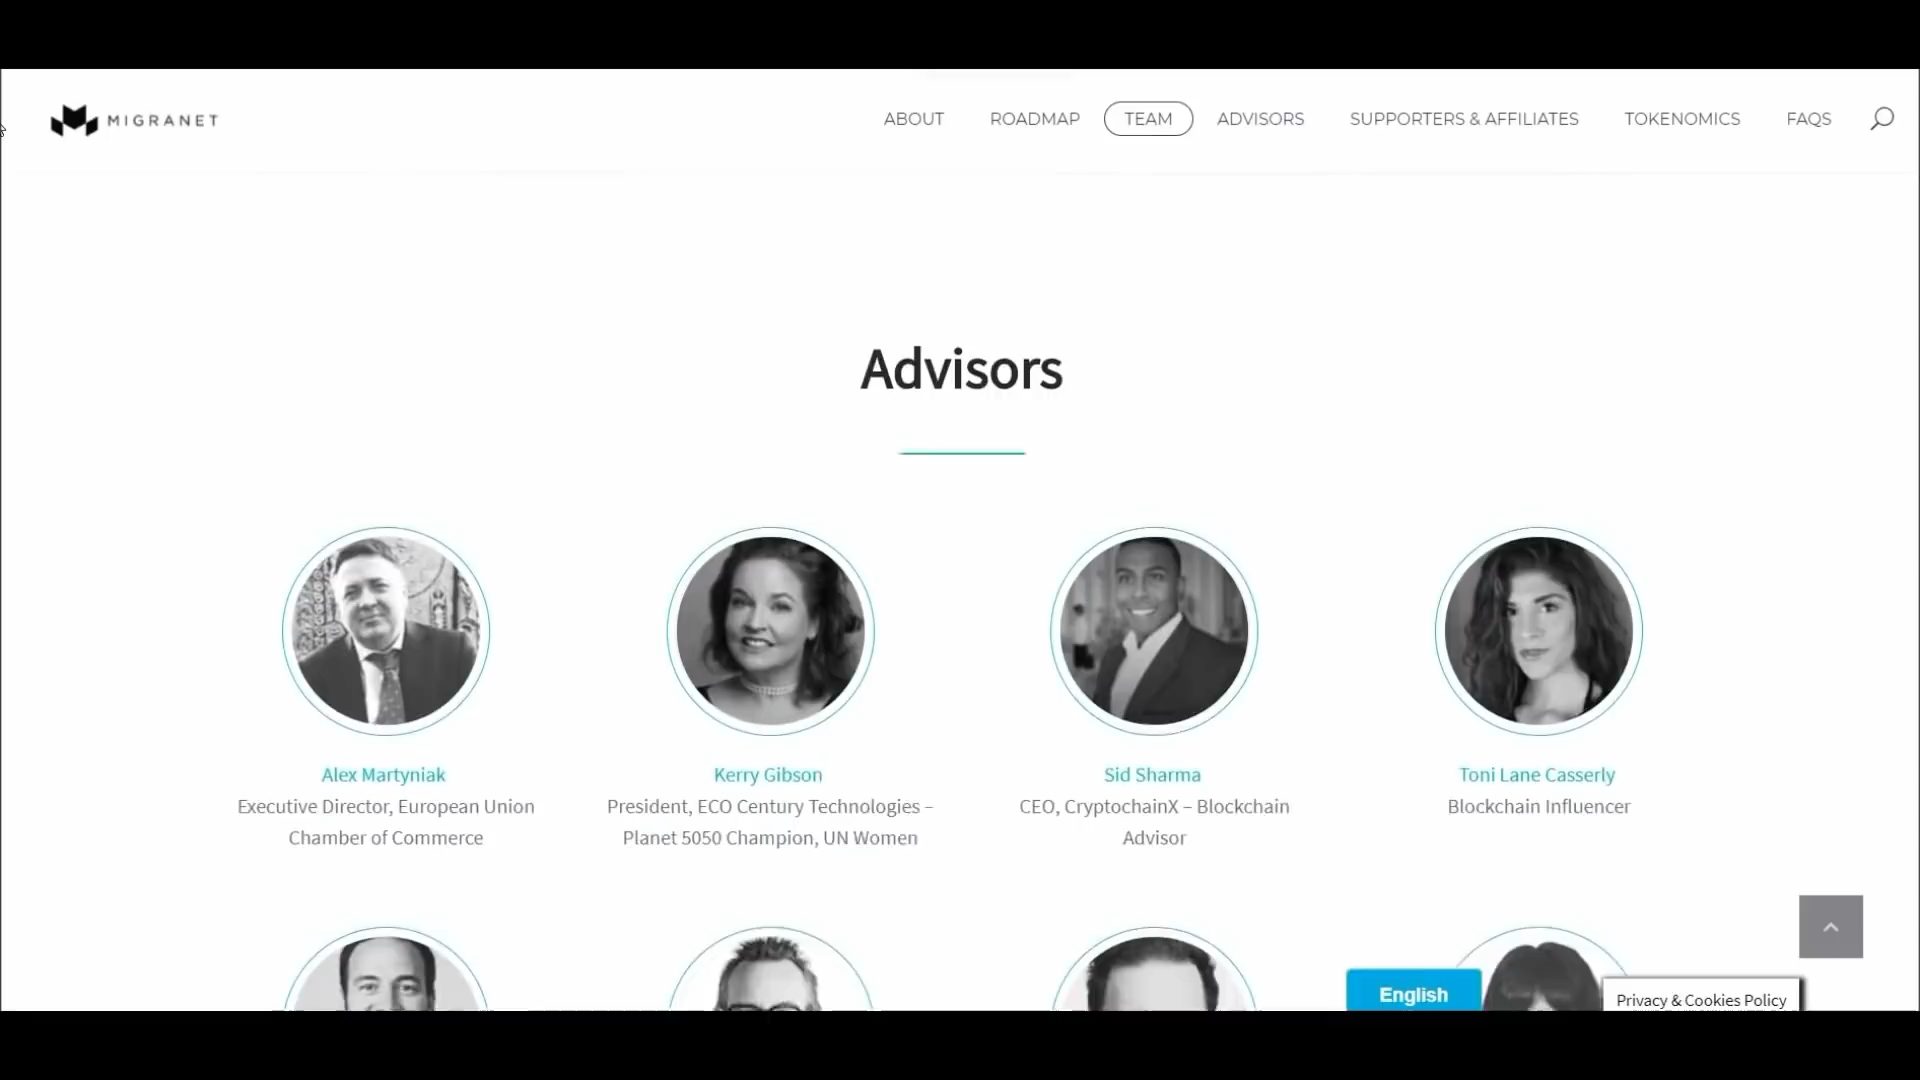 MIGRANET
ABOUT ROADMAP TEAM ADVISORS SUPPORTERS & AFFILIATES TOKENOMICS FAQS
Advisors
Alex Martyniak
Executive Director, European Union
Chamber of Commerce
Kerry Gibson
President, ECO Century Technologies –
Planet 5050 Champion, UN Women
Sid Sharma
CEO, CryptochainX – Blockchain
Advisor
Toni Lane Casserly
Blockchain Influencer
English
Privacy & Cookies Policy